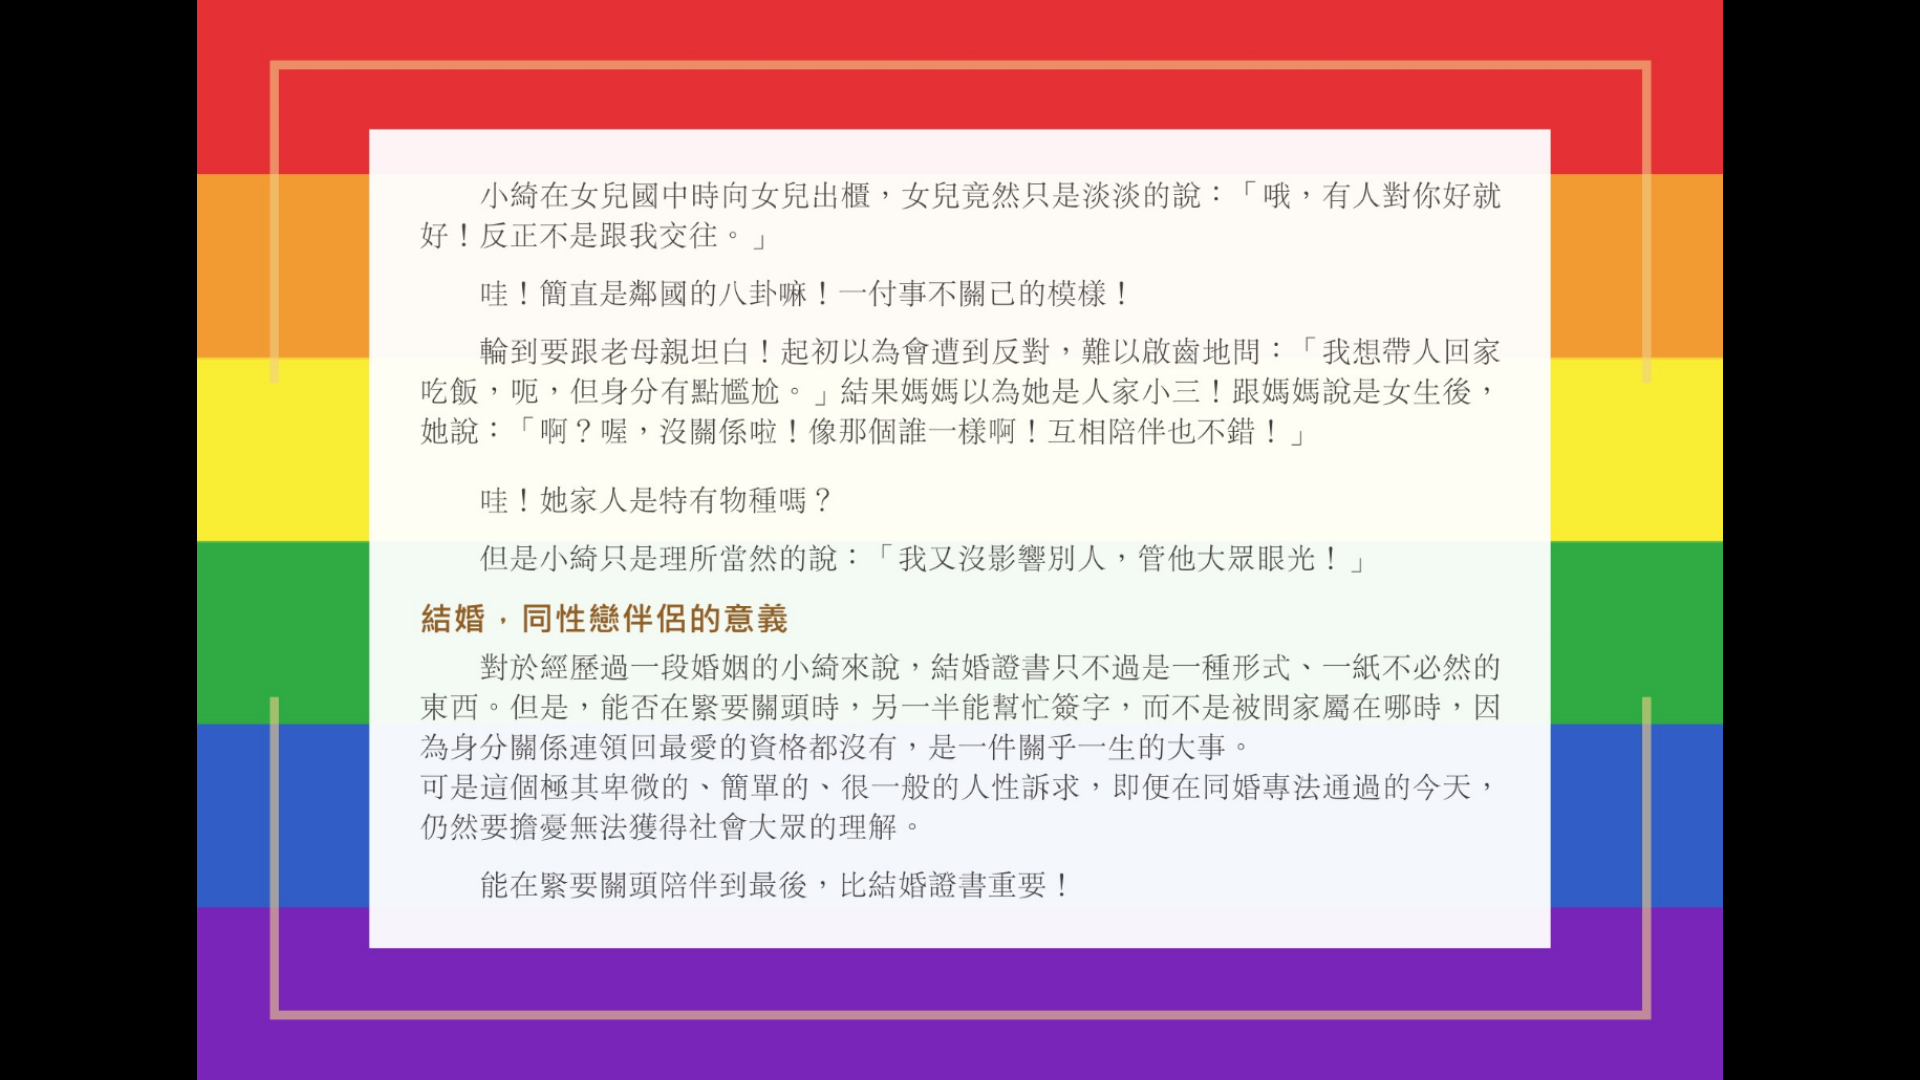 小綺在女兒國中時向女兒出櫃，女兒竟然只是淡淡的說：「哦，有人對你好就
好！反正不是跟我交往。」
哇！簡直是鄰國的八卦嘛！一付事不關己的模樣！
輪到要跟老母親坦白！起初以為會遭到反對，難以啟齒地問：「我想帶人回家
吃飯，呃，但身分有點尷尬。」結果媽媽以為她是人家小三！跟媽媽說是女生後，
她說：「啊？喔，沒關係啦！像那個誰一樣啊！互相陪伴也不錯！」
哇！她家人是特有物種嗎？
但是小綺只是理所當然的說：「我又沒影響別人，管他大眾眼光！」
結婚，同性戀伴侶的意義
對於經歷過一段婚姻的小綺來說，結婚證書只不過是一種形式、一紙不必然的
東西。但是，能否在緊要關頭時，另一半能幫忙簽字，而不是被問家屬在哪時，因
為身分關係連領回最愛的資格都沒有，是一件關乎一生的大事。
可是這個極其卑微的、簡單的、很一般的人性訴求，即便在同婚專法通過的今天，
仍然要擔憂無法獲得社會大眾的理解。
能在緊要關頭陪伴到最後，比結婚證書重要！